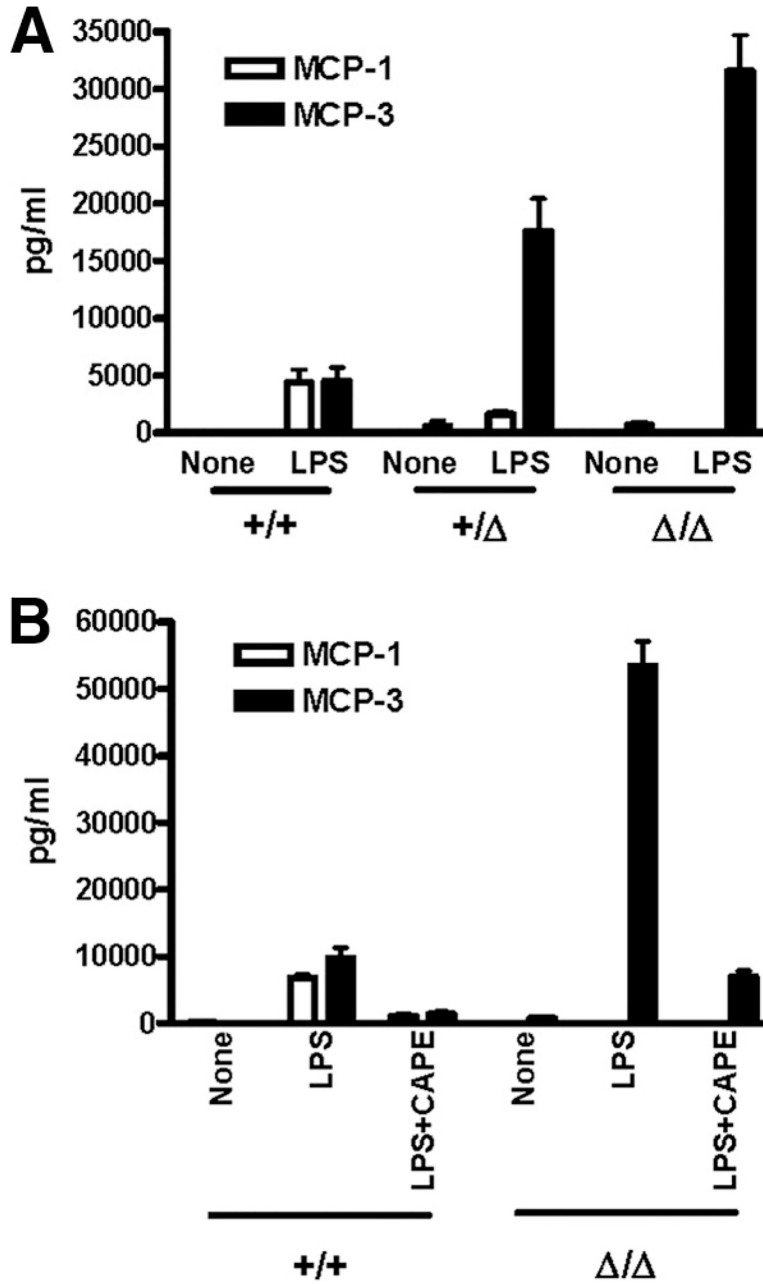 A
35000
30000
25000
20000
15000
10000
5000
0
pg/ml
MCP-1
MCP-3
None LPS None LPS None LPS
+/+ +/Δ Δ/Δ
B
60000
50000
40000
30000
20000
10000
0
pg/ml
MCP-1
MCP-3
None LPS LPS+CAPE None LPS LPS+CAPE
+/+ Δ/Δ